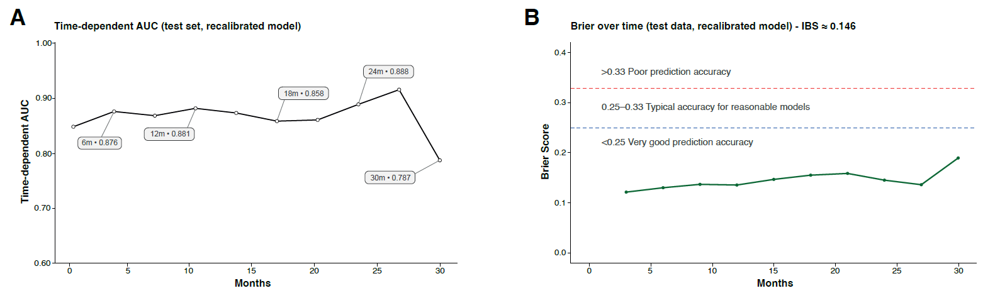 A
Time-dependent AUC (test set, recalibrated model)
1.00
0.90
0.80
0.70
0.60
Time-dependent AUC
6m • 0.876
12m • 0.881
18m • 0.858
24m • 0.888
30m • 0.787
0 5 10 15 20 25 30
Months
B
Brier over time (test data, recalibrated model) - IBS ≈ 0.146
0.4
0.3
0.2
0.1
0.0
Brier Score
>0.33 Poor prediction accuracy
0.25–0.33 Typical accuracy for reasonable models
<0.25 Very good prediction accuracy
0 5 10 15 20 25 30
Months